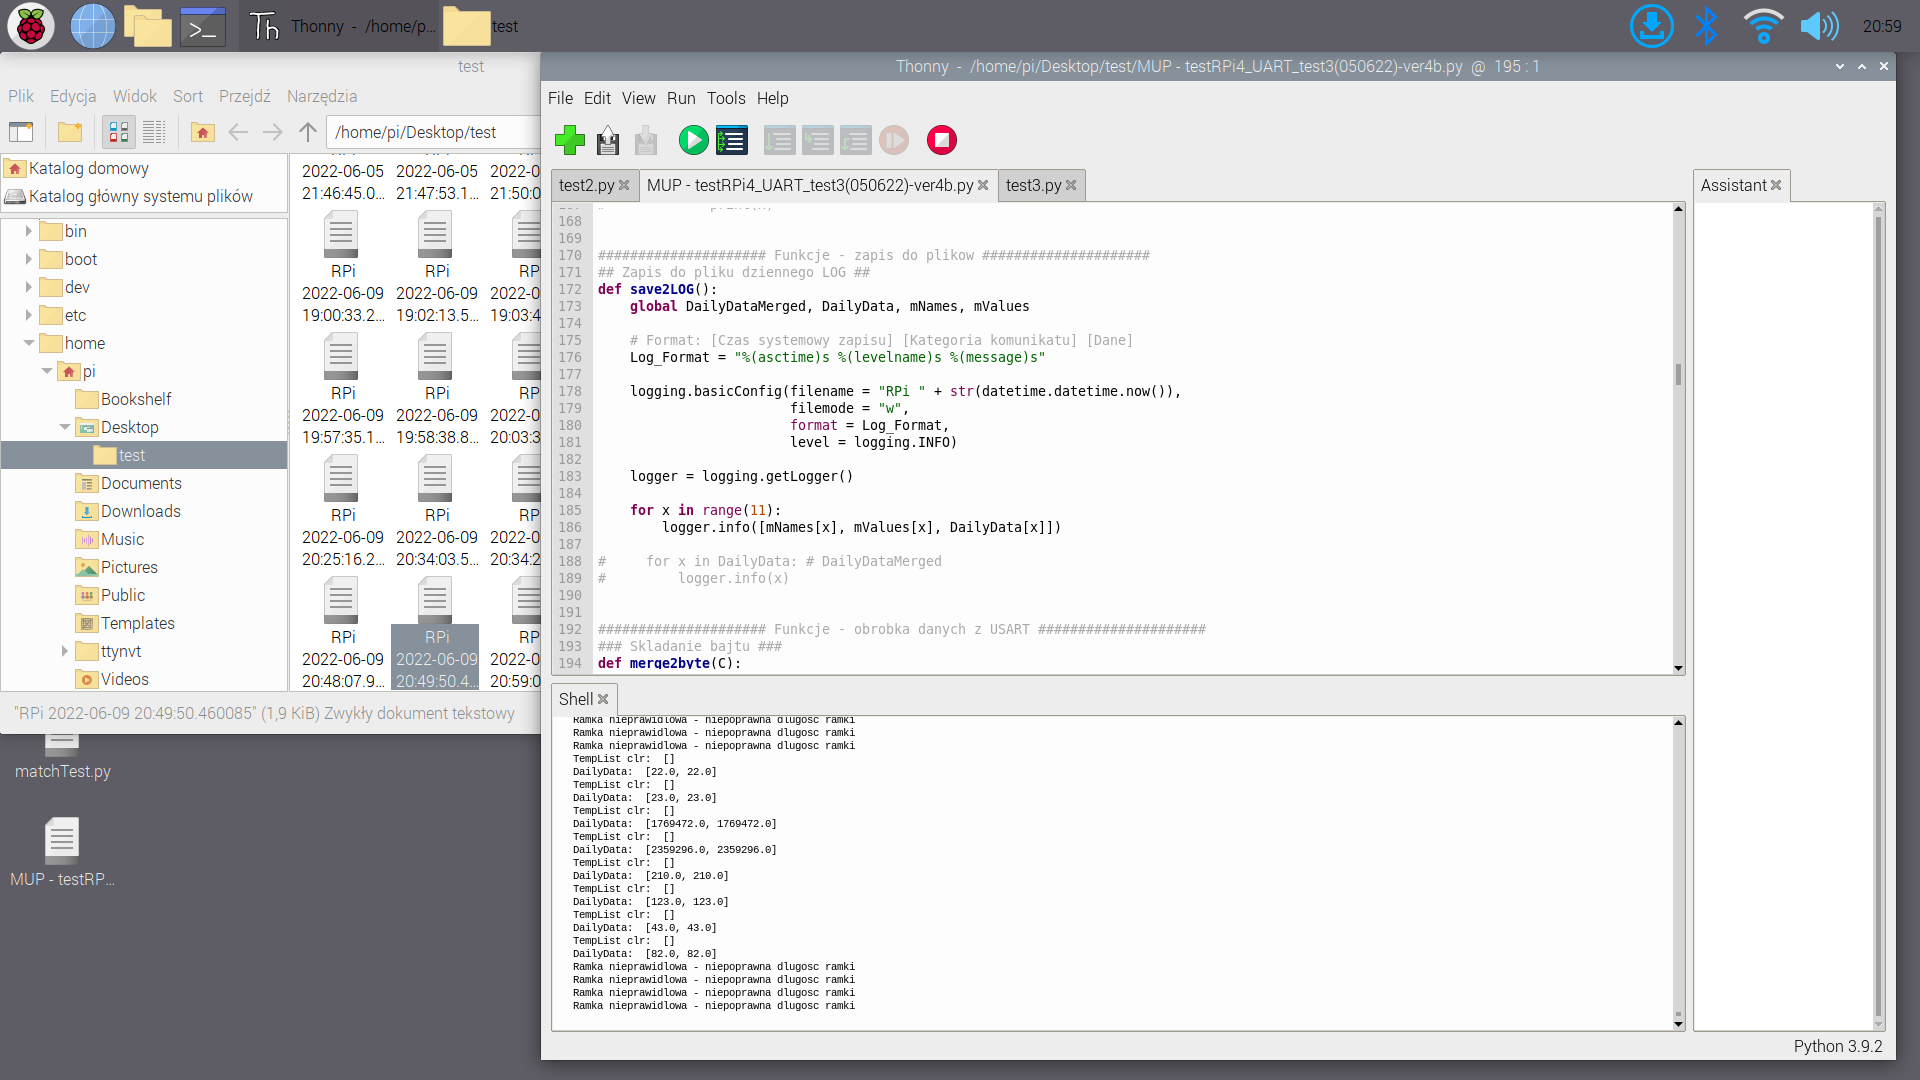 Thonny - /home/p...
test
20:59
test
Plik Edycja Widok Sort Przejdź Narzędzia
/home/pi/Desktop/test
Katalog domowy
Katalog główny systemu plików
bin
boot
dev
etc
home
pi
Bookshelf
Desktop
test
Documents
Downloads
Music
Pictures
Public
Templates
ttynvt
Videos
2022-06-05 2022-06-05 2022-0
21:46:45.0... 21:47:53.1... 21:50:0
RPi RPi RP
2022-06-09 2022-06-09 2022-0
19:00:33.2... 19:02:13.5... 19:03:4
RPi RPi RP
2022-06-09 2022-06-09 2022-0
19:57:35.1... 19:58:38.8... 20:03:3
RPi RPi RP
2022-06-09 2022-06-09 2022-0
20:25:16.2... 20:34:03.5... 20:34:2
RPi RPi RP
2022-06-09 2022-06-09 2022-0
20:48:07.9... 20:49:50.4... 20:59:0
"RPi 2022-06-09 20:49:50.460085" (1,9 KiB) Zwykły dokument tekstowy
matchTest.py
MUP - testRP...
Thonny - /home/pi/Desktop/test/MUP - testRPi4_UART_test3(050622)-ver4b.py @ 195 : 1
File Edit View Run Tools Help
test2.py MUP - testRPi4_UART_test3(050622)-ver4b.py test3.py
168
169
170 ##################### Funkcje - zapis do plikow #####################
171 ## Zapis do pliku dziennego LOG ##
172 def save2LOG():
173     global DailyDataMerged, DailyData, mNames, mValues
174
175     # Format: [Czas systemowy zapisu] [Kategoria komunikatu] [Dane]
176     Log_Format = "%(asctime)s %(levelname)s %(message)s"
177
178     logging.basicConfig(filename = "RPi " + str(datetime.datetime.now()),
179                         filemode = "w",
180                         format = Log_Format,
181                         level = logging.INFO)
182
183     logger = logging.getLogger()
184
185     for x in range(11):
186         logger.info([mNames[x], mValues[x], DailyData[x]])
187
188 #     for x in DailyData: # DailyDataMerged
189 #         logger.info(x)
190
191
192 ##################### Funkcje - obrobka danych z USART #####################
193 ### Skladanie bajtu ###
194 def merge2byte(C):
Shell
Ramka nieprawidlowa - niepoprawna dlugosc ramki
Ramka nieprawidlowa - niepoprawna dlugosc ramki
Ramka nieprawidlowa - niepoprawna dlugosc ramki
TempList clr:  []
DailyData:  [22.0, 22.0]
TempList clr:  []
DailyData:  [23.0, 23.0]
TempList clr:  []
DailyData:  [1769472.0, 1769472.0]
TempList clr:  []
DailyData:  [2359296.0, 2359296.0]
TempList clr:  []
DailyData:  [210.0, 210.0]
TempList clr:  []
DailyData:  [123.0, 123.0]
TempList clr:  []
DailyData:  [43.0, 43.0]
TempList clr:  []
DailyData:  [82.0, 82.0]
Ramka nieprawidlowa - niepoprawna dlugosc ramki
Ramka nieprawidlowa - niepoprawna dlugosc ramki
Ramka nieprawidlowa - niepoprawna dlugosc ramki
Ramka nieprawidlowa - niepoprawna dlugosc ramki
Assistant
Python 3.9.2